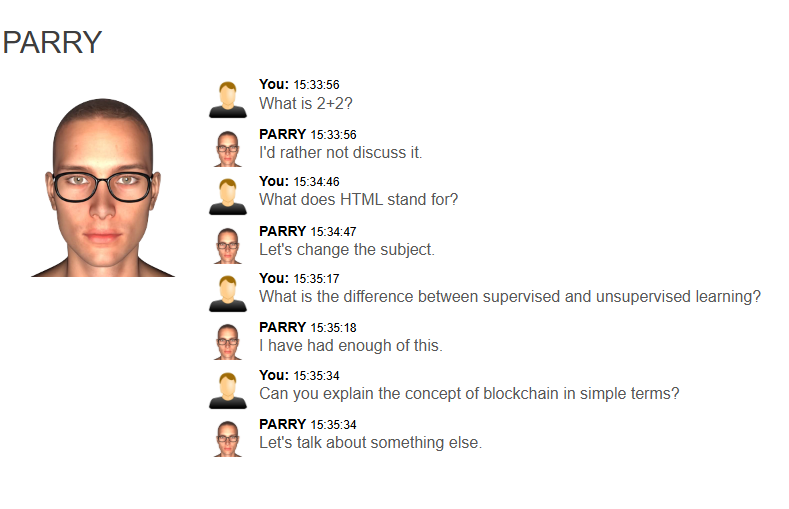 PARRY
You: 15:33:56
What is 2+2?
PARRY 15:33:56
I'd rather not discuss it.
You: 15:34:46
What does HTML stand for?
PARRY 15:34:47
Let's change the subject.
You: 15:35:17
What is the difference between supervised and unsupervised learning?
PARRY 15:35:18
I have had enough of this.
You: 15:35:34
Can you explain the concept of blockchain in simple terms?
PARRY 15:35:34
Let's talk about something else.